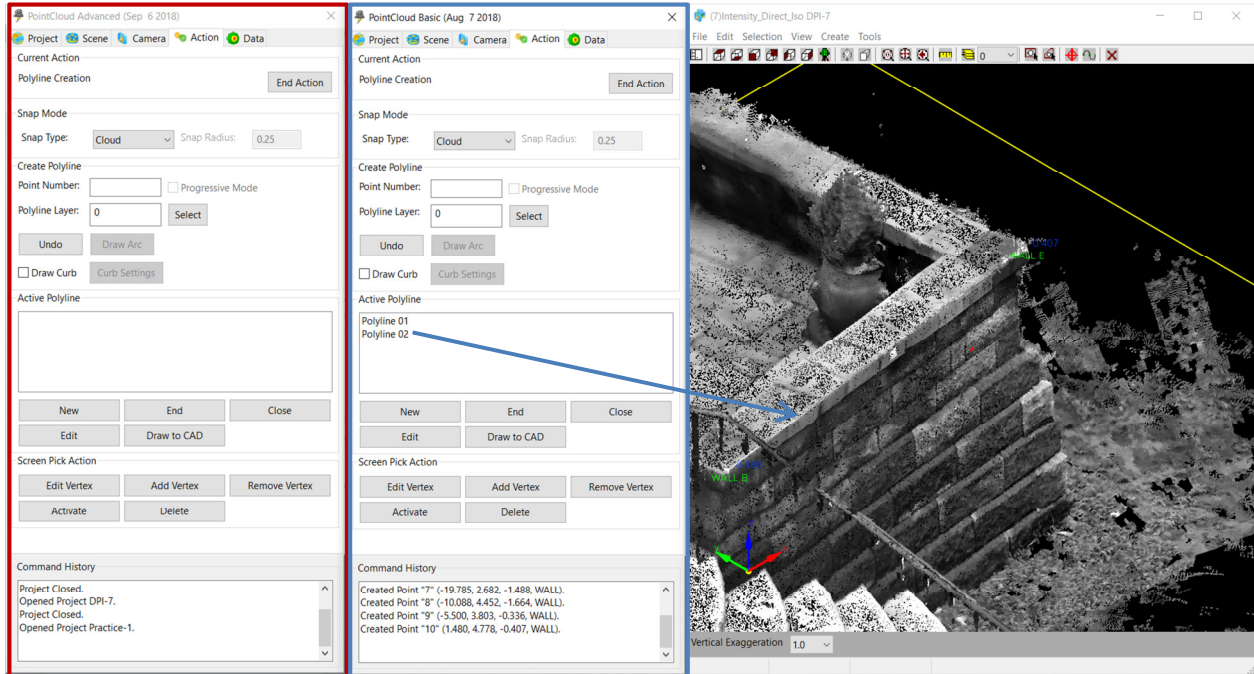 PointCloud Advanced (Sep 6 2018)
Project Scene Camera Action Data
Current Action
Polyline Creation
End Action
Snap Mode
Snap Type: Cloud Snap Radius: 0.25
Create Polyline
Point Number: Progressive Mode
Polyline Layer: 0 Select
Undo Draw Arc
Draw Curb Curb Settings
Active Polyline
New End Close
Edit Draw to CAD
Screen Pick Action
Edit Vertex Add Vertex Remove Vertex
Activate Delete
Command History
Project Closed.
Opened Project DPI-7.
Project Closed.
Opened Project Practice-1.
PointCloud Basic (Aug 7 2018)
Project Scene Camera Action Data
Current Action
Polyline Creation
End Action
Snap Mode
Snap Type: Cloud Snap Radius: 0.25
Create Polyline
Point Number: Progressive Mode
Polyline Layer: 0 Select
Undo Draw Arc
Draw Curb Curb Settings
Active Polyline
Polyline 01
Polyline 02
New End Close
Edit Draw to CAD
Screen Pick Action
Edit Vertex Add Vertex Remove Vertex
Activate Delete
Command History
Created Point "7" (-19.785, 2.682, -1.488, WALL).
Created Point "8" (-10.088, 4.452, -1.664, WALL).
Created Point "9" (-5.500, 3.803, -0.336, WALL).
Created Point "10" (1.480, 4.778, -0.407, WALL).
(7)Intensity_Direct_Iso DPI-7
File Edit Selection View Create Tools
0
WALL E
WALL B
Vertical Exaggeration 1.0